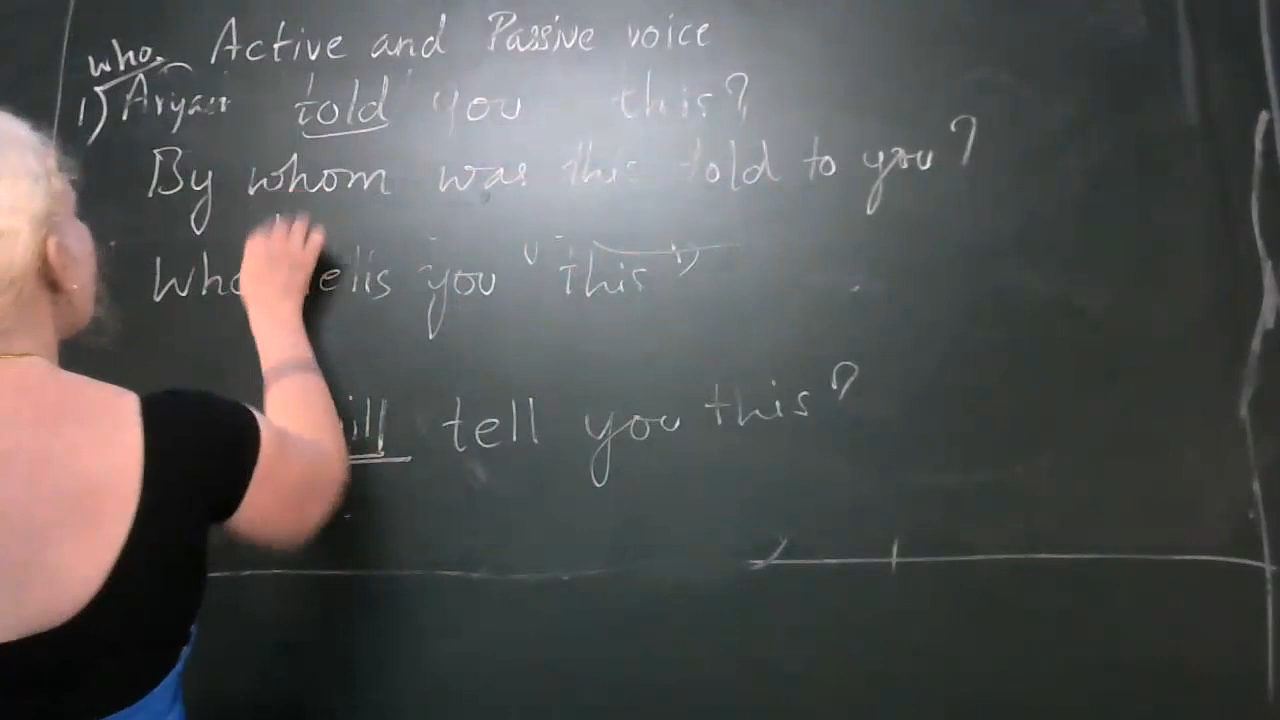 Active and Passive voice
who
1) Aryan told you this?
By whom was this told to you?
Who tells you "this"
will tell you this?